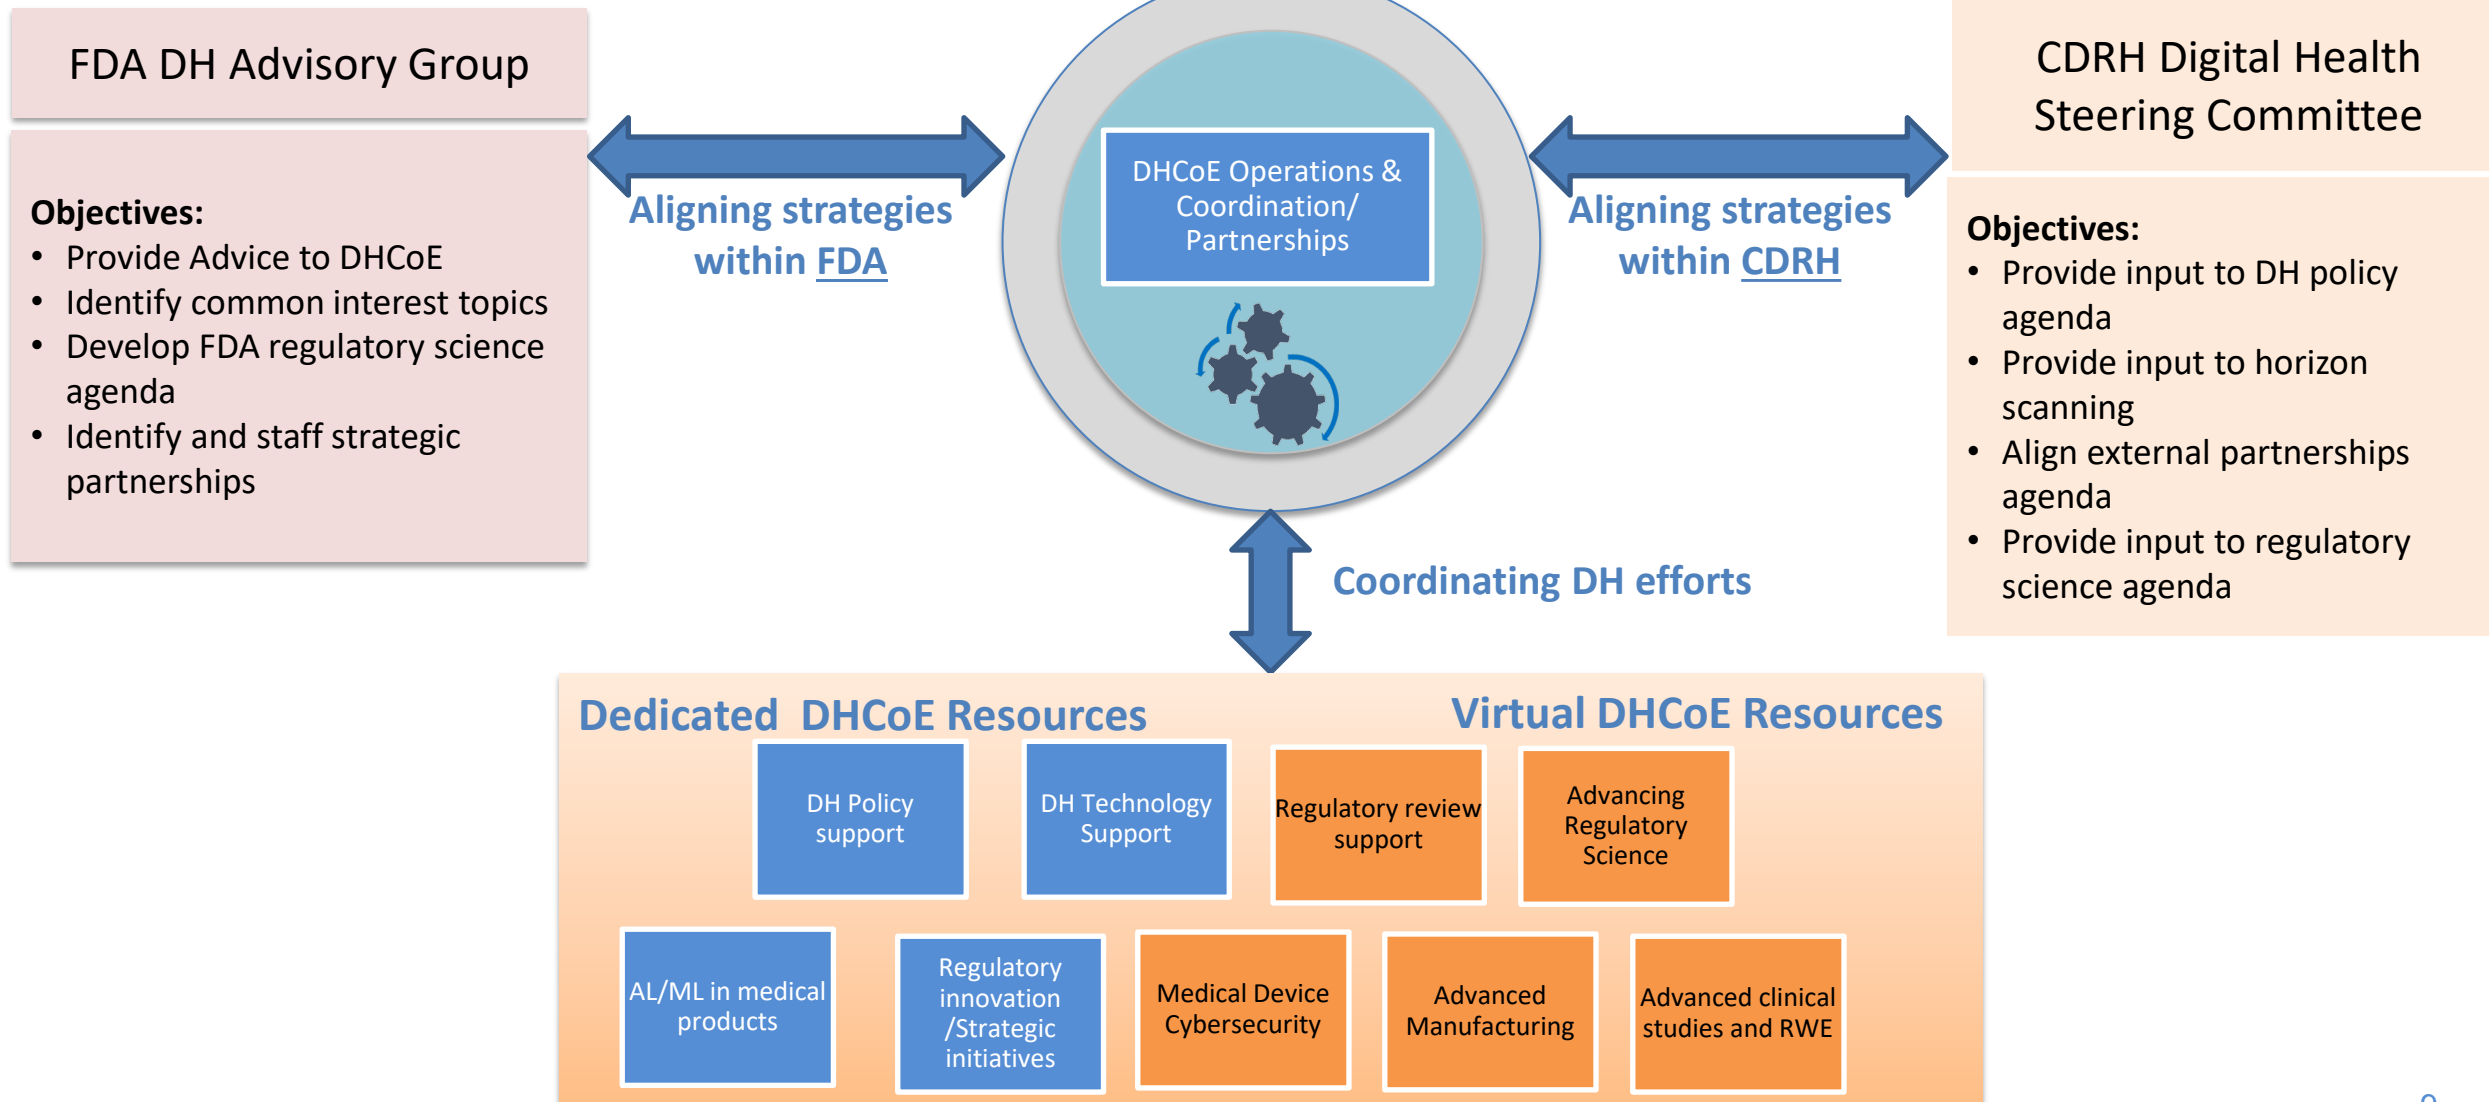 FDA DH Advisory Group
Objectives:
• Provide Advice to DHCoE
• Identify common interest topics
• Develop FDA regulatory science
agenda
• Identify and staff strategic
partnerships
Aligning strategies
within FDA
DHCoE Operations &
Coordination/
Partnerships
Aligning strategies
within CDRH
CDRH Digital Health
Steering Committee
Objectives:
• Provide input to DH policy
agenda
• Provide input to horizon
scanning
• Align external partnerships
agenda
• Provide input to regulatory
science agenda
Coordinating DH efforts
Dedicated DHCoE Resources
Virtual DHCoE Resources
DH Policy
support
DH Technology
Support
Regulatory review
support
Advancing
Regulatory
Science
AL/ML in medical
products
Regulatory
innovation
/Strategic
initiatives
Medical Device
Cybersecurity
Advanced
Manufacturing
Advanced clinical
studies and RWE